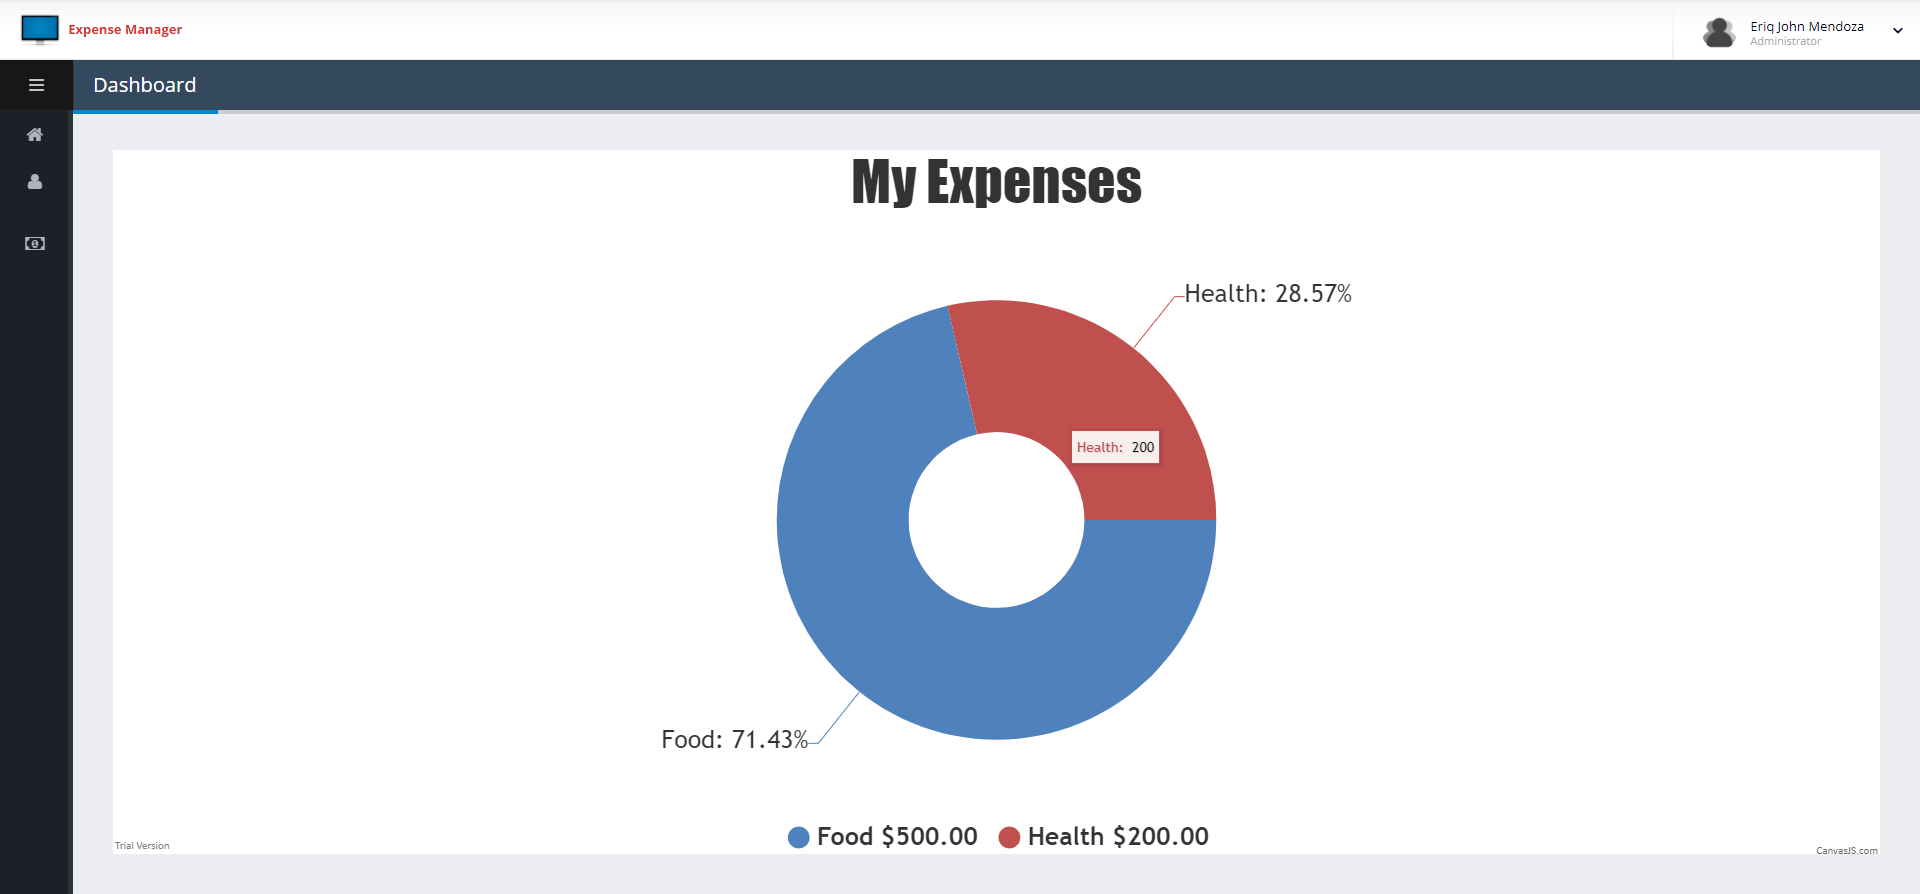 Expense Manager
Eriq John Mendoza
Administrator
Dashboard
My Expenses
Health: 28.57%
Health: 200
Food: 71.43%
Food $500.00 Health $200.00
Trial Version
CanvasJS.com